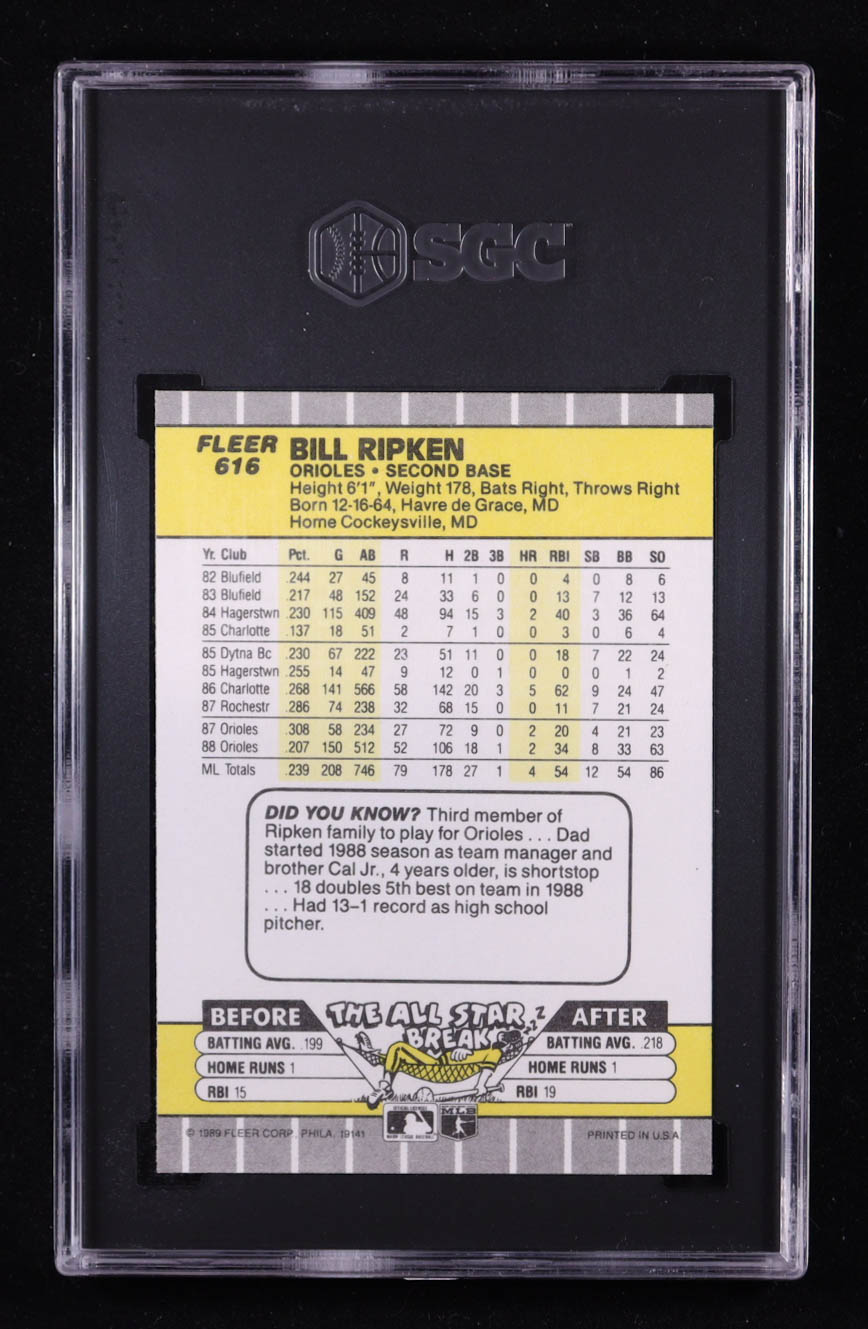 SGC
FLEER
616
BILL RIPKEN
ORIOLES • SECOND BASE
Height 6'1", Weight 178, Bats Right, Throws Right
Born 12-16-64, Havre de Grace, MD
Home Cockeysville, MD
Yr. Club Pct. G AB R H 2B 3B HR RBI SB BB SO
82 Blufield .244 27 45 8 11 1 0 0 4 0 8 6
83 Blufield .217 48 152 24 33 6 0 0 13 7 12 13
84 Hagerstwn .230 115 409 48 94 15 3 2 40 3 36 64
85 Charlotte .137 18 51 2 7 1 0 0 3 0 6 4
85 Dytna Bc .230 67 222 23 51 11 0 0 18 7 22 24
85 Hagerstwn .255 14 47 9 12 0 1 0 0 0 1 2
86 Charlotte .268 141 566 58 142 20 3 5 62 9 24 47
87 Rochestr .286 74 238 32 68 15 0 0 11 7 21 24
87 Orioles .308 58 234 27 72 9 0 2 20 4 21 23
88 Orioles .207 150 512 52 106 18 1 2 34 8 33 63
ML Totals .239 208 746 79 178 27 1 4 54 12 54 86
DID YOU KNOW? Third member of
Ripken family to play for Orioles . . . Dad
started 1988 season as team manager and
brother Cal Jr., 4 years older, is shortstop
. . . 18 doubles 5th best on team in 1988
. . . Had 13–1 record as high school
pitcher.
BEFORE THE ALL STAR BREAK ZZZ AFTER
BATTING AVG. .199 BATTING AVG. .218
HOME RUNS 1 HOME RUNS 1
RBI 15 RBI 19
OFFICIAL LICENSEE
MAJOR LEAGUE BASEBALL
MLB
© 1989 FLEER CORP., PHILA. 19141 PRINTED IN U.S.A.